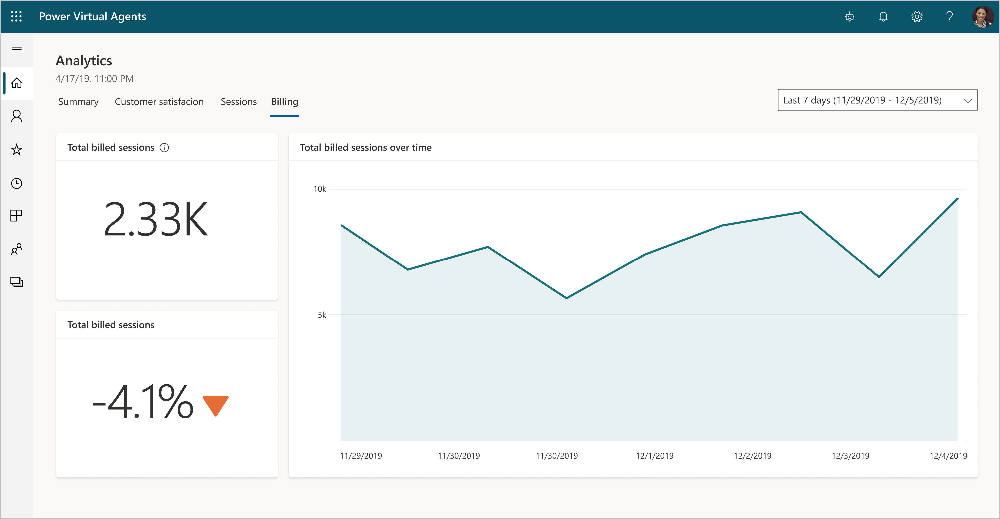 Power Virtual Agents
Analytics
4/17/19, 11:00 PM
Summary Customer satisfacion Sessions Billing
Last 7 days (11/29/2019 - 12/5/2019)
Total billed sessions
2.33K
Total billed sessions
-4.1%
Total billed sessions over time
10k
5k
11/29/2019 11/30/2019 11/30/2019 12/1/2019 12/2/2019 12/3/2019 12/4/2019